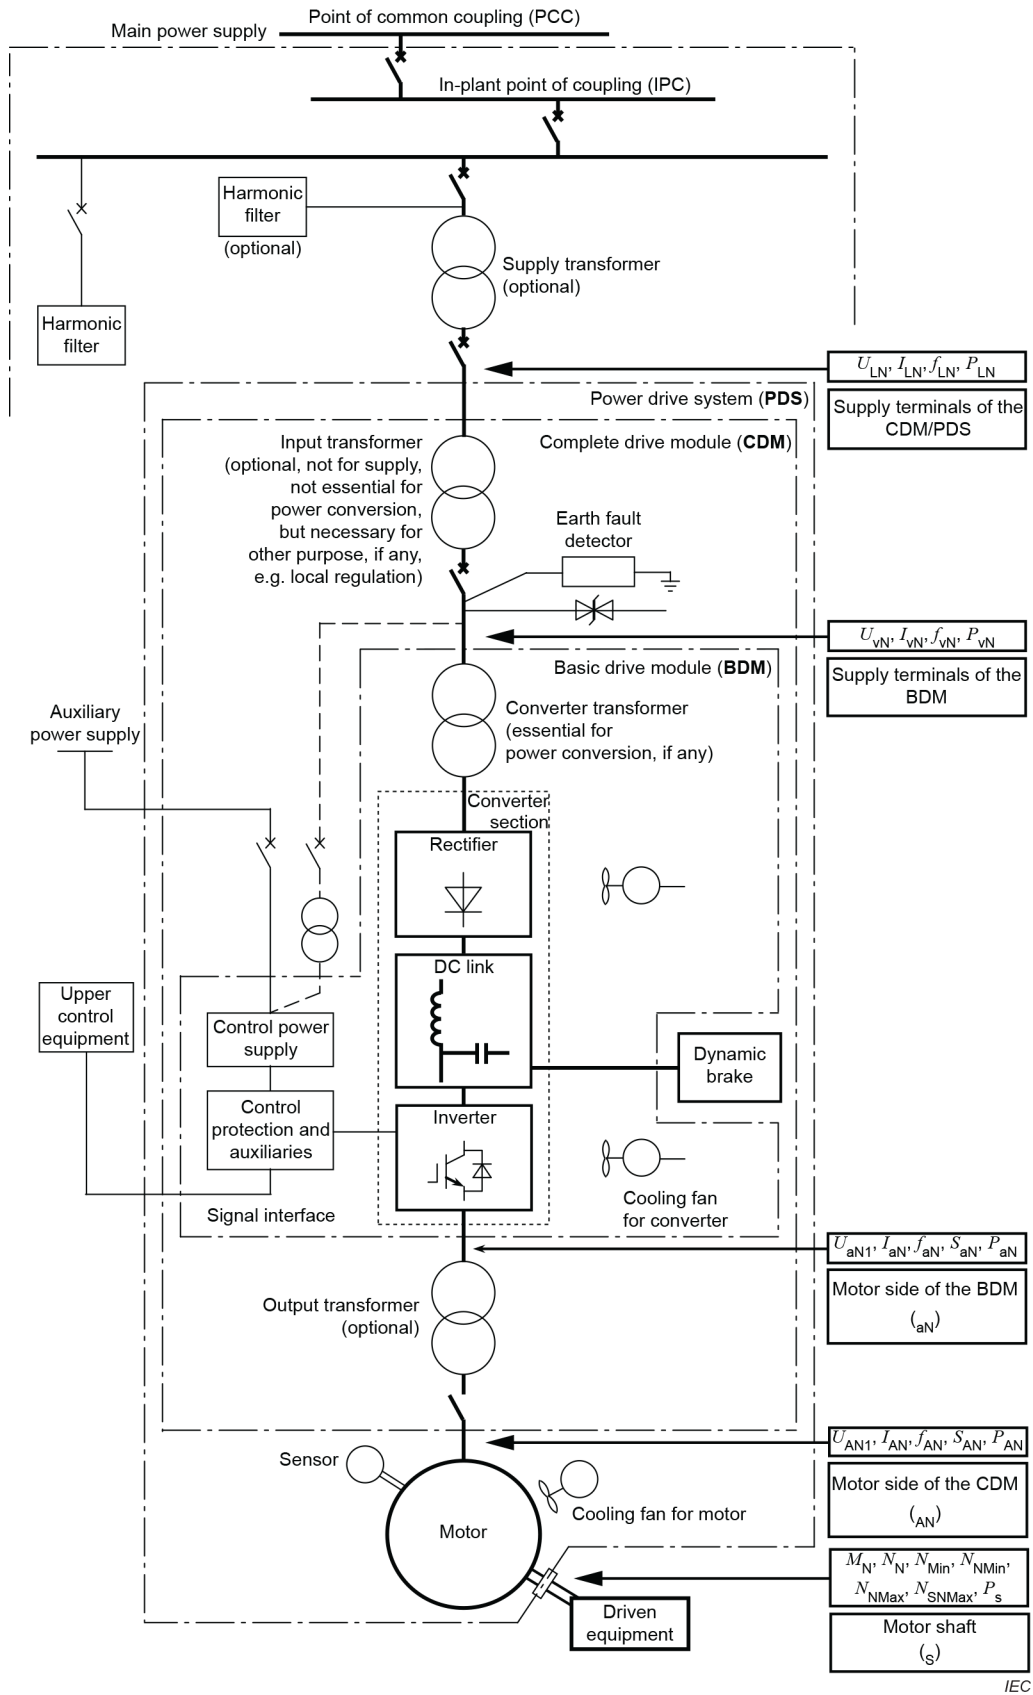 Point of common coupling (PCC)
Main power supply
In-plant point of coupling (IPC)
Harmonic
filter
(optional)
Supply transformer
(optional)
Harmonic
filter
U_LN, I_LN, f_LN, P_LN
Supply terminals of the
CDM/PDS
Power drive system (PDS)
Complete drive module (CDM)
Input transformer
(optional, not for supply,
not essential for
power conversion,
but necessary for
other purpose, if any,
e.g. local regulation)
Earth fault
detector
U_vN, I_vN, f_vN, P_vN
Supply terminals of the
BDM
Basic drive module (BDM)
Converter transformer
(essential for
power conversion, if any)
Auxiliary
power supply
Converter
section
Rectifier
DC link
Upper
control
equipment
Control power
supply
Dynamic
brake
Control
protection and
auxiliaries
Inverter
Cooling fan
for converter
Signal interface
U_aN1, I_aN, f_aN, S_aN, P_aN
Motor side of the BDM
(aN)
Output transformer
(optional)
U_AN1, I_AN, f_AN, S_AN, P_AN
Motor side of the CDM
(AN)
Sensor
Cooling fan for motor
Motor
M_N, N_N, N_Min, N_NMin,
N_NMax, N_SNMax, P_s
Driven
equipment
Motor shaft
(S)
IEC